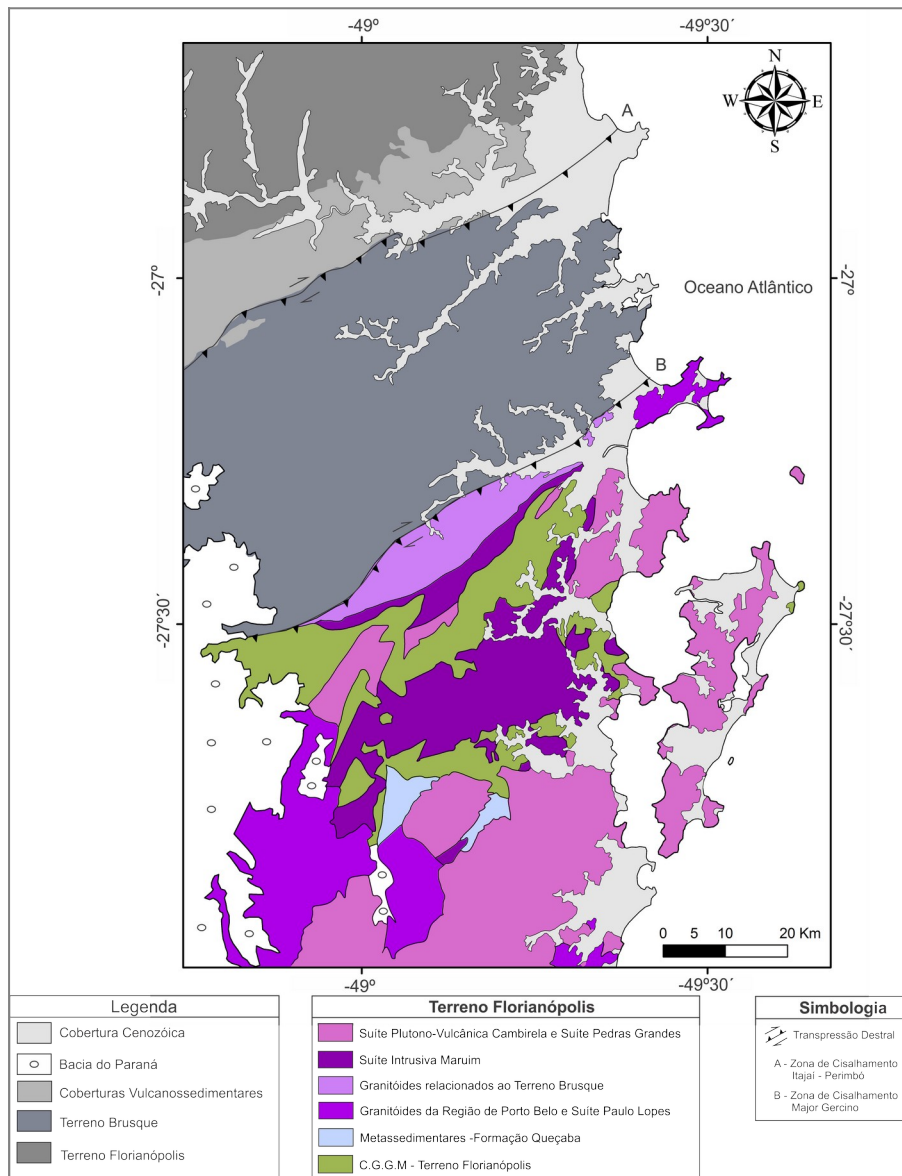 -49º
-49º30´
N
W
E
S
A
-27º
-27º
Oceano Atlântico
B
-27º30´
-27º30´
0
10
20 Km
-49º
-49º30´
Legenda
Cobertura Cenozóica
Bacia do Paraná
Coberturas Vulcanossedimentares
Terreno Brusque
Terreno Florianópolis
Terreno Florianópolis
Suíte Plutono-Vulcânica Cambirela e Suíte Pedras Grandes
Suíte Intrusiva Maruim
Granitóides relacionados ao Terreno Brusque
Granitóides da Região de Porto Belo e Suíte Paulo Lopes
Metassedimentares -Formação Queçaba
C.G.G.M - Terreno Florianópolis
Simbologia
Transpressão Destral
A - Zona de Cisalhamento
Itajaí - Perimbó
B - Zona de Cisalhamento
Major Gercino